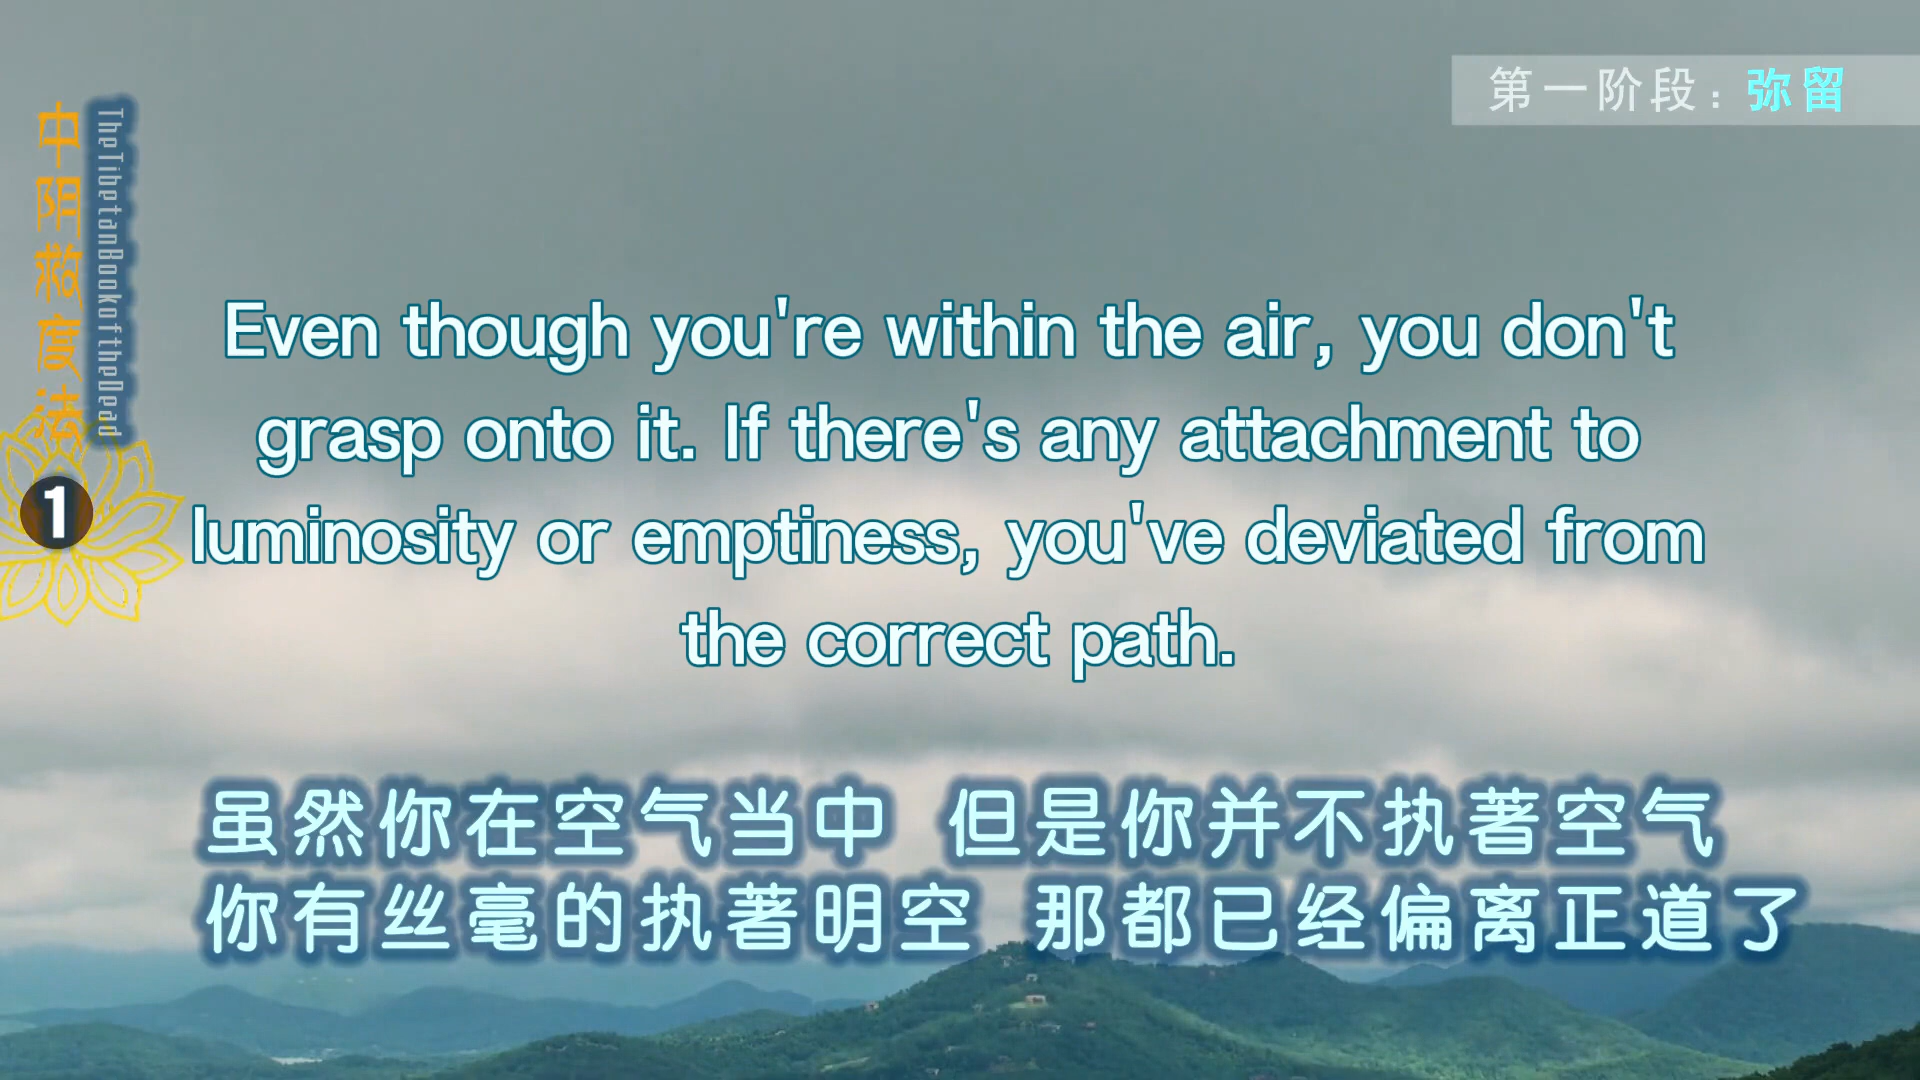 第一阶段：弥留
中阴救度法
TheTibetanBookoftheDead
1
Even though you're within the air, you don't
grasp onto it. If there's any attachment to
luminosity or emptiness, you've deviated from
the correct path.
虽然你在空气当中 但是你并不执著空气
你有丝毫的执著明空 那都已经偏离正道了